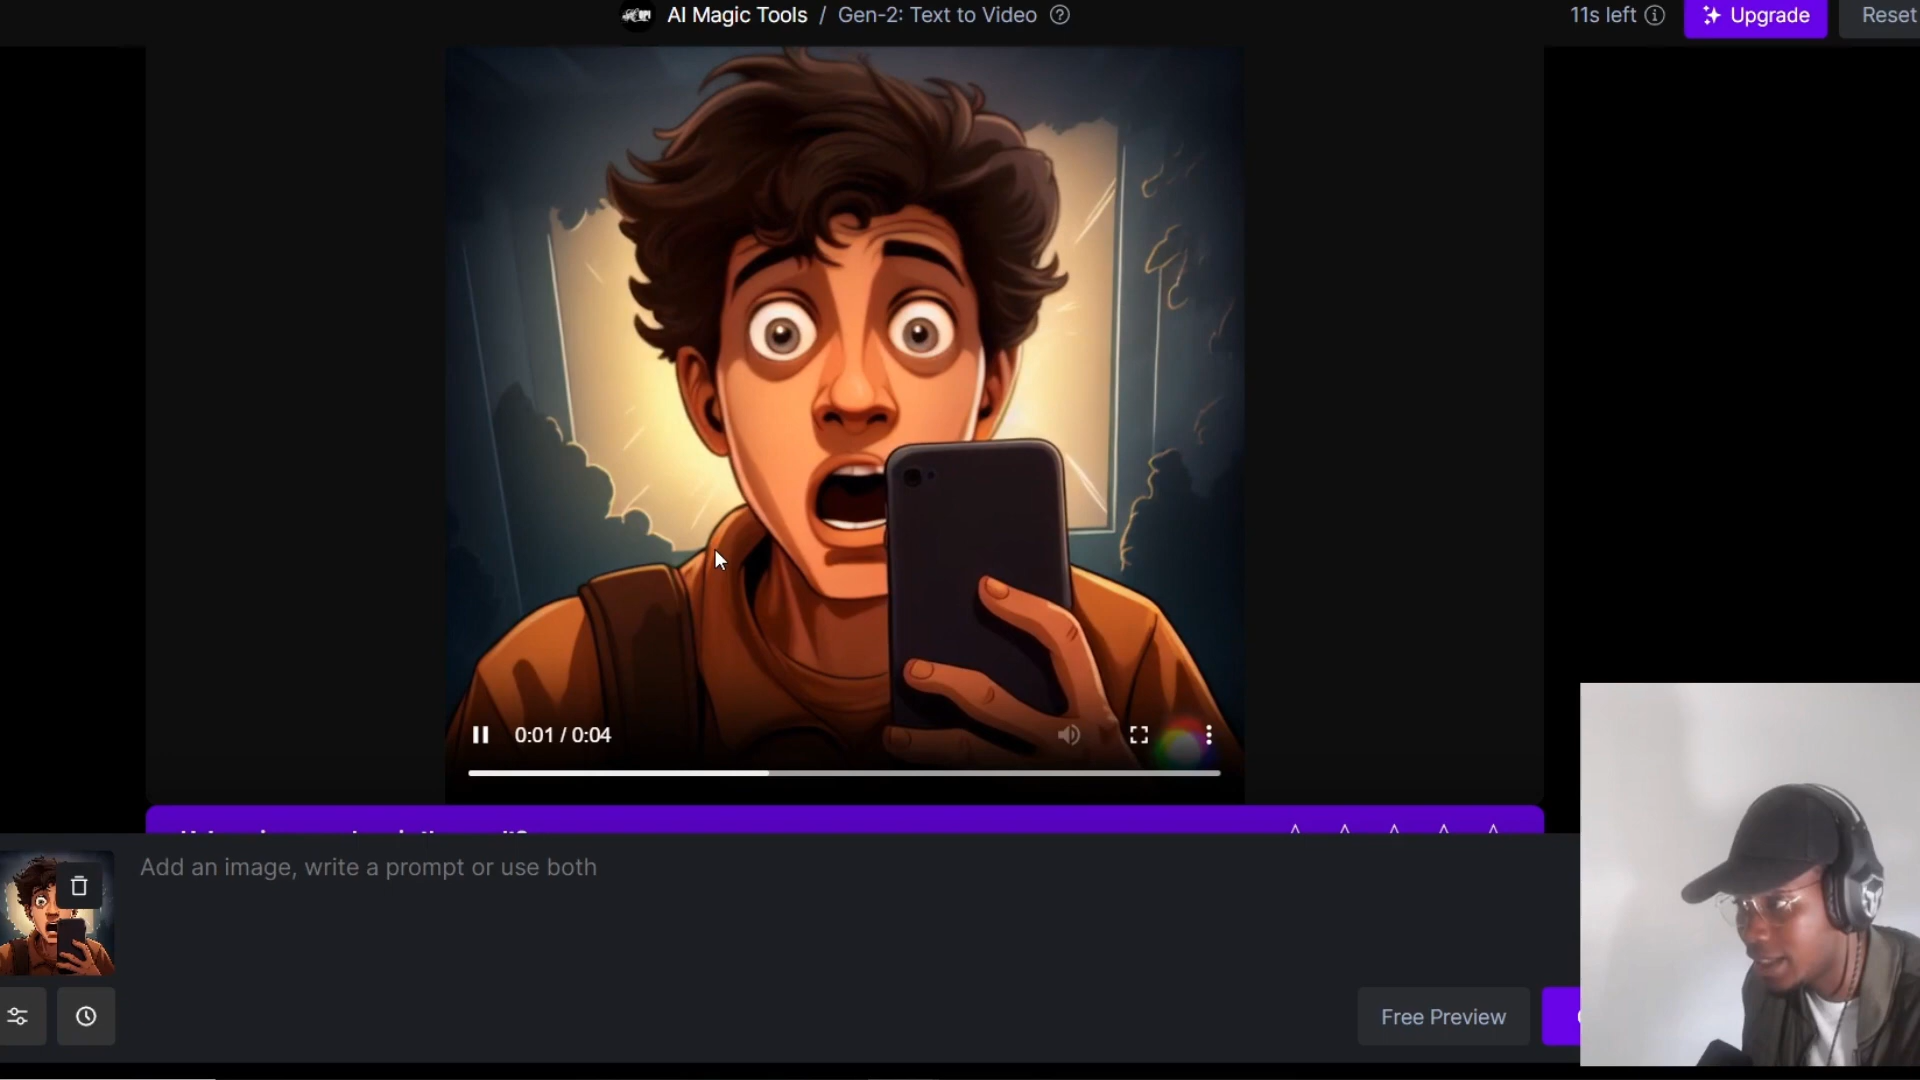 AI Magic Tools / Gen-2: Text to Video
11s left
Upgrade
Reset
0:01 / 0:04
Add an image, write a prompt or use both
Free Preview